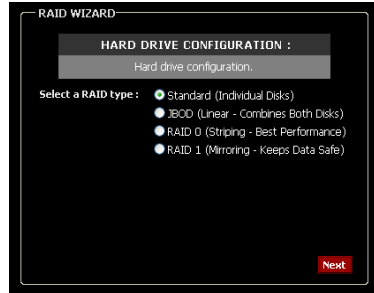 RAID WIZARD
HARD DRIVE CONFIGURATION :
Hard drive configuration.
Select a RAID type : Standard (Individual Disks)
JBOD (Linear - Combines Both Disks)
RAID 0 (Striping - Best Performance)
RAID 1 (Mirroring - Keeps Data Safe)
Next